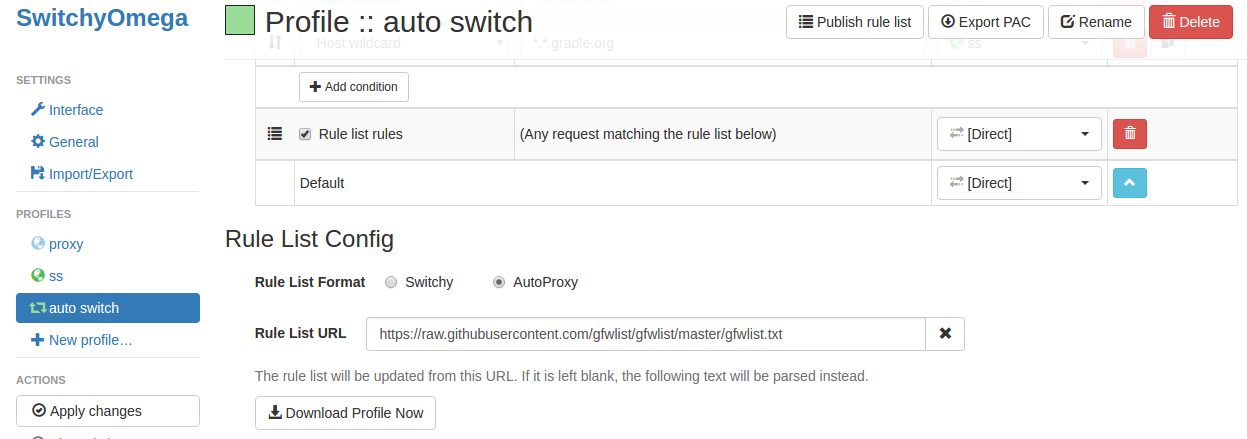 SwitchyOmega
Profile :: auto switch
Publish rule list
Export PAC
Rename
Delete
Host wildcard
*.*.gradle.org
ss
SETTINGS
Interface
General
Import/Export
PROFILES
proxy
ss
auto switch
New profile…
ACTIONS
Apply changes
Add condition
Rule list rules
(Any request matching the rule list below)
[Direct]
Default
[Direct]
Rule List Config
Rule List Format
Switchy
AutoProxy
Rule List URL
https://raw.githubusercontent.com/gfwlist/gfwlist/master/gfwlist.txt
The rule list will be updated from this URL. If it is left blank, the following text will be parsed instead.
Download Profile Now